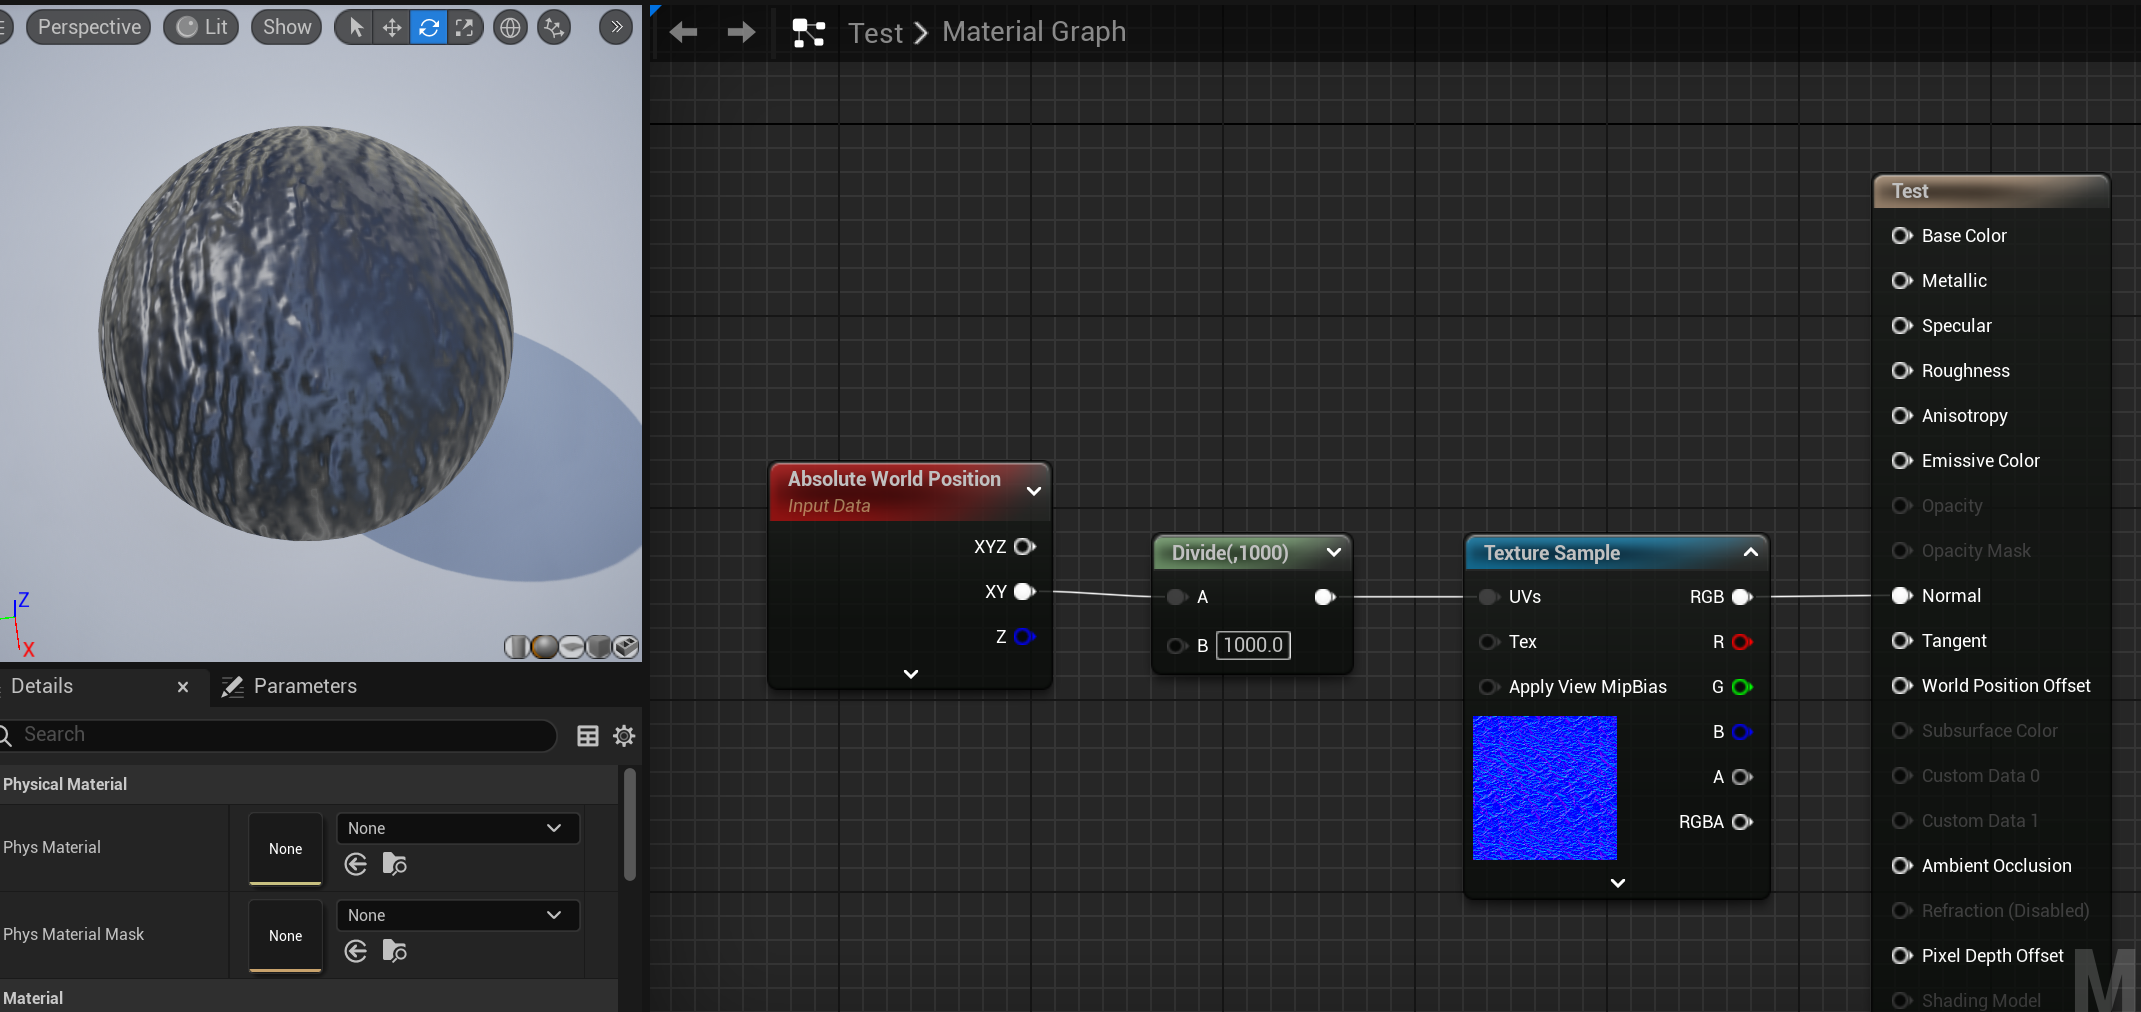 Perspective
Lit
Show
Test
Material Graph
Z
X
Details
Parameters
Search
Physical Material
Phys Material
None
None
Phys Material Mask
None
None
Material
Absolute World Position
Input Data
XYZ
XY
Z
Divide(,1000)
A
B 1000.0
Texture Sample
UVs RGB
Tex R
Apply View MipBias G
B
A
RGBA
Test
Base Color
Metallic
Specular
Roughness
Anisotropy
Emissive Color
Opacity
Opacity Mask
Normal
Tangent
World Position Offset
Subsurface Color
Custom Data 0
Custom Data 1
Ambient Occlusion
Refraction (Disabled)
Pixel Depth Offset
Shading Model
M